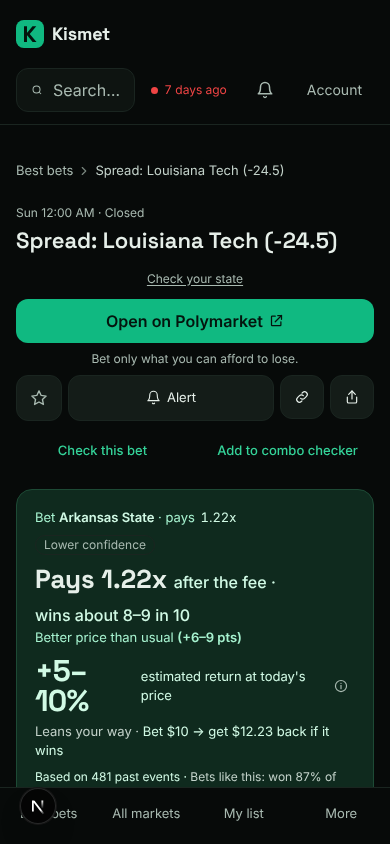 Kismet
Search...
7 days ago
Account
Best bets > Spread: Louisiana Tech (-24.5)
Sun 12:00 AM · Closed
Spread: Louisiana Tech (-24.5)
Check your state
Open on Polymarket
Bet only what you can afford to lose.
Alert
Check this bet
Add to combo checker
Bet Arkansas State · pays 1.22x
Lower confidence
Pays 1.22x after the fee ·
wins about 8–9 in 10
Better price than usual (+6–9 pts)
+5–
10%
estimated return at today's
price
Leans your way · Bet $10 → get $12.23 back if it
wins
Based on 481 past events · Bets like this: won 87% of
N
bets
All markets
My list
More